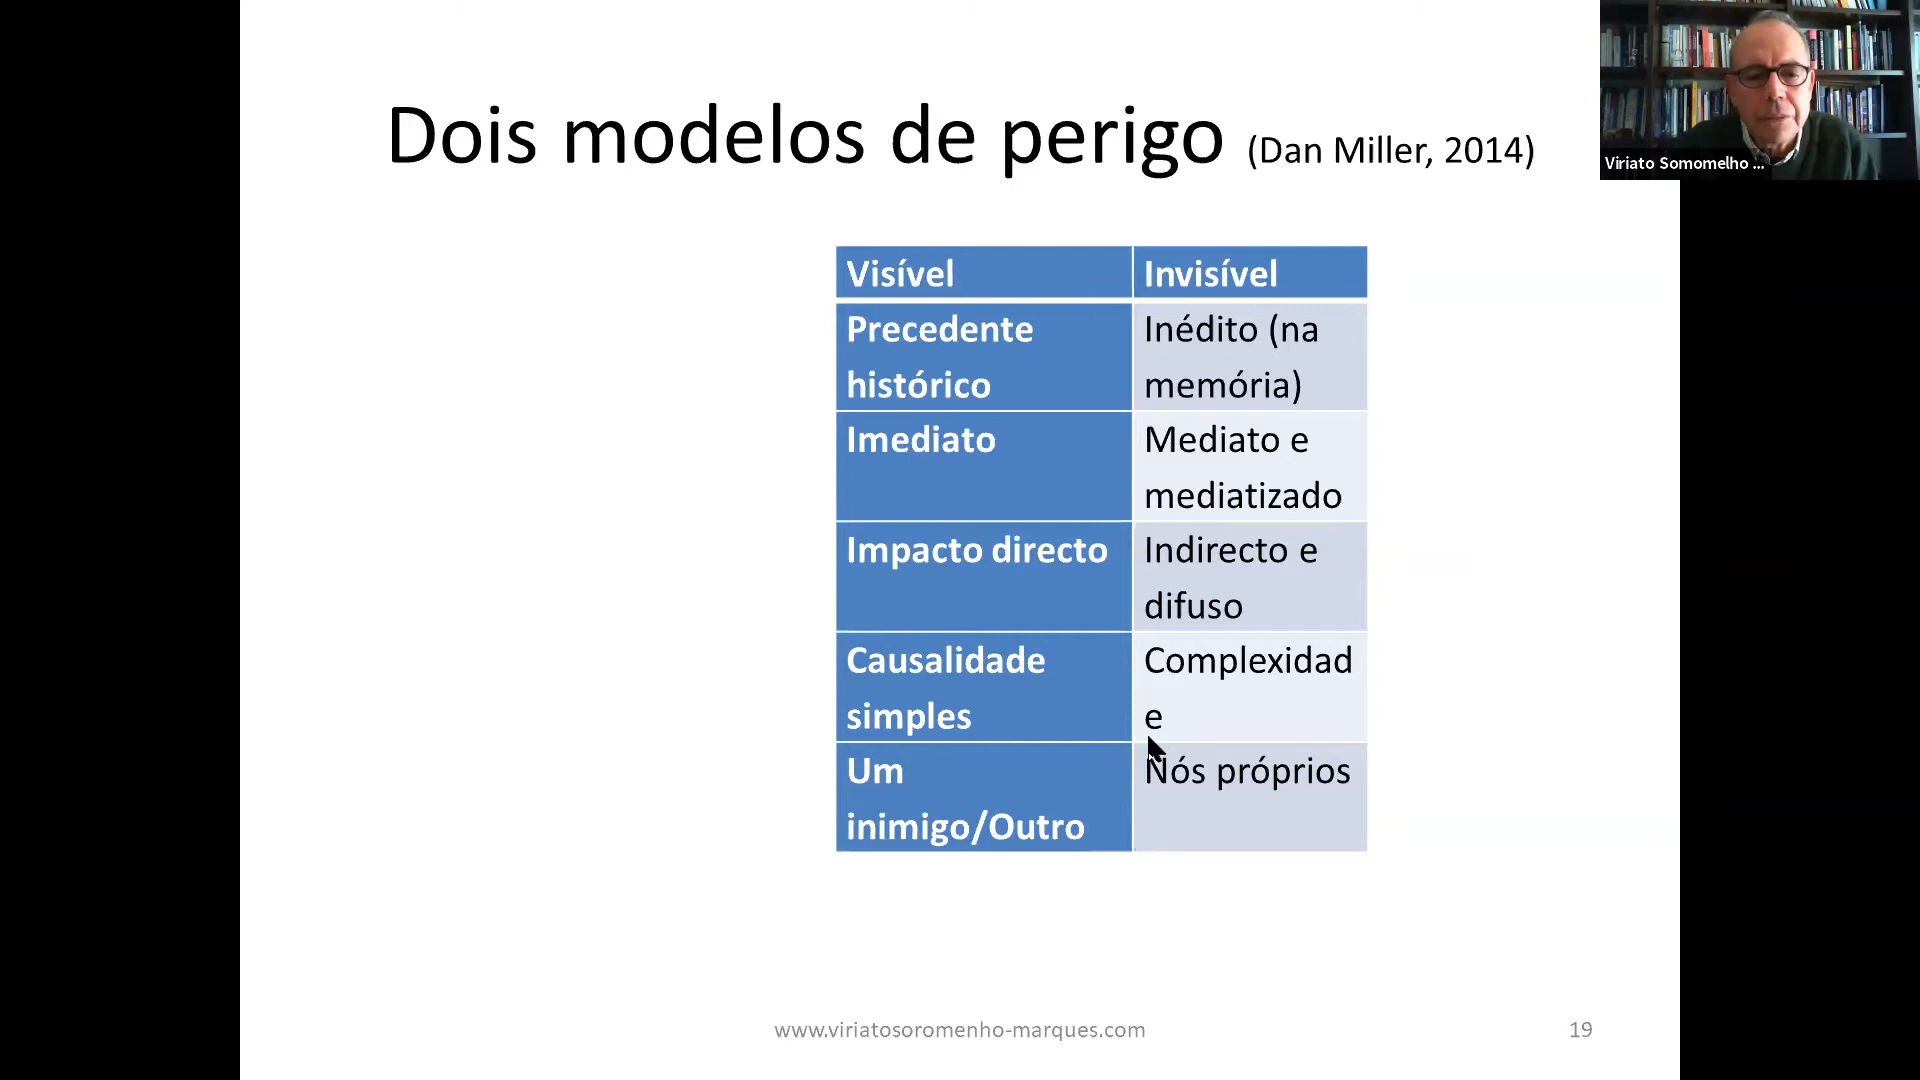 Dois modelos de perigo (Dan Miller, 2014)
Viriato Somomelho ...
Visível Invisível
Precedente Inédito (na
histórico memória)
Imediato Mediato e
mediatizado
Impacto directo Indirecto e
difuso
Causalidade Complexidad
simples e
Um Nós próprios
inimigo/Outro
www.viriatosoromenho-marques.com 19